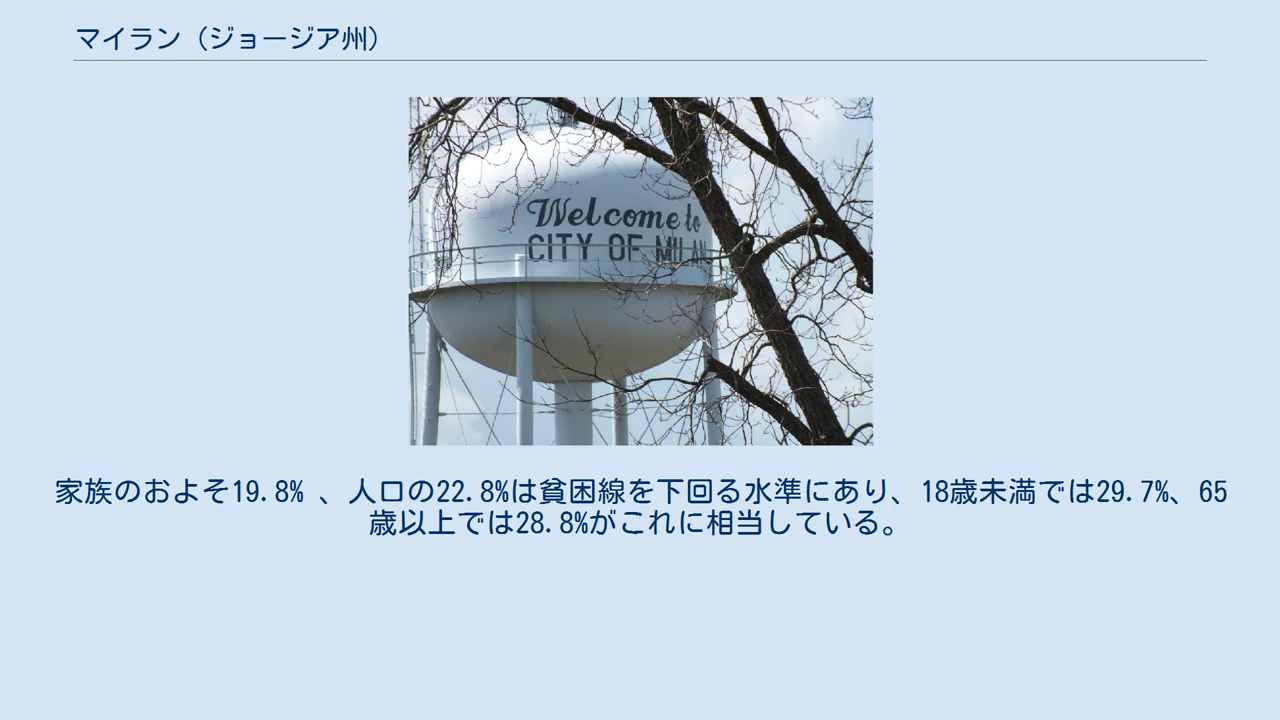 マイラン（ジョージア州）
Welcome to
CITY OF MILAN
家族のおよそ19.8% 、人口の22.8%は貧困線を下回る水準にあり、18歳未満では29.7%、65
歳以上では28.8%がこれに相当している。